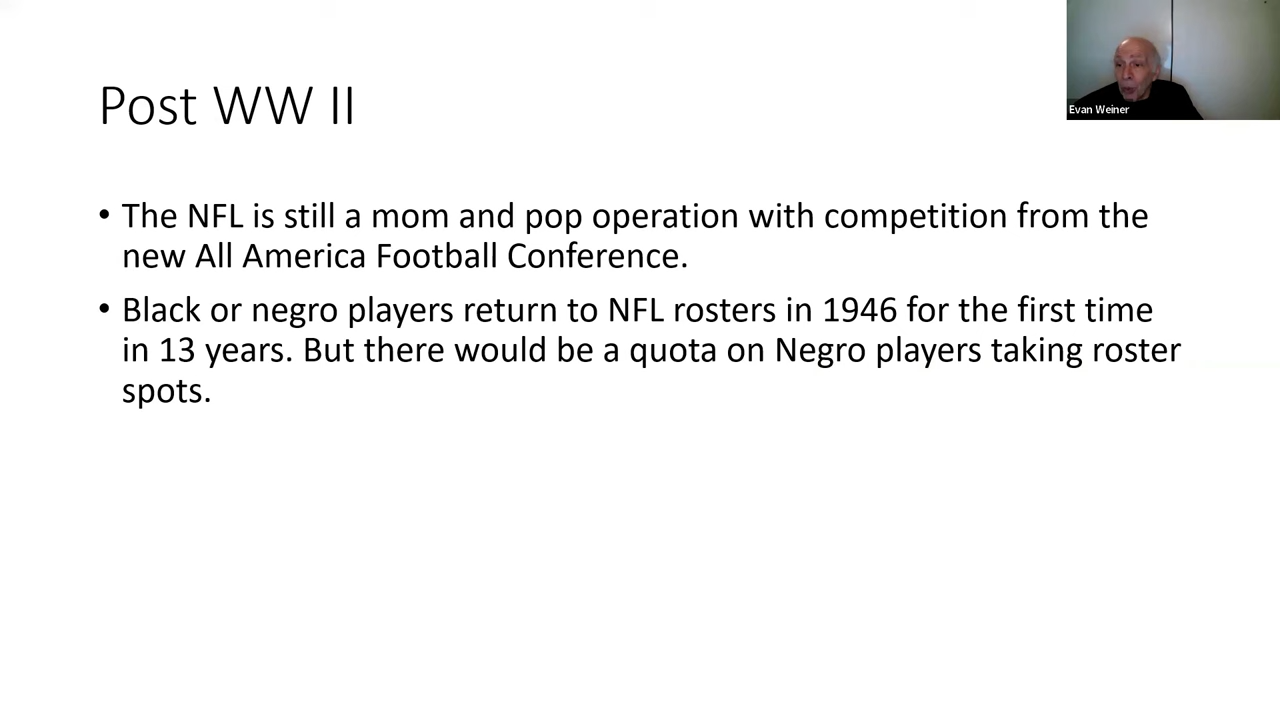 Post WW II
Evan Weiner
• The NFL is still a mom and pop operation with competition from the
new All America Football Conference.
• Black or negro players return to NFL rosters in 1946 for the first time
in 13 years. But there would be a quota on Negro players taking roster
spots.